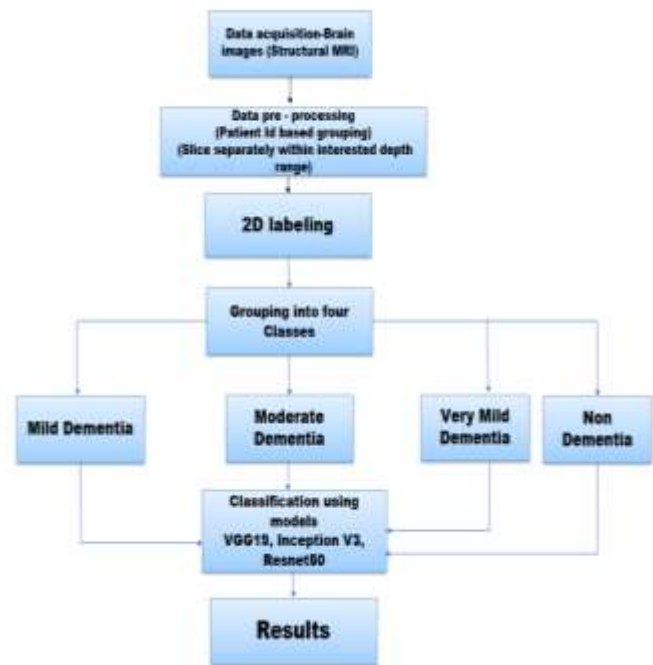 Data acquisition-Brain
images (Structural MRI)
Data pre - processing
(Patient Id based grouping)
(Slice separately within interested depth
range)
2D labeling
Grouping into four
Classes
Mild Dementia
Moderate
Dementia
Very Mild
Dementia
Non
Dementia
Classification using
models
VGG19, Inception V3,
Resnet50
Results